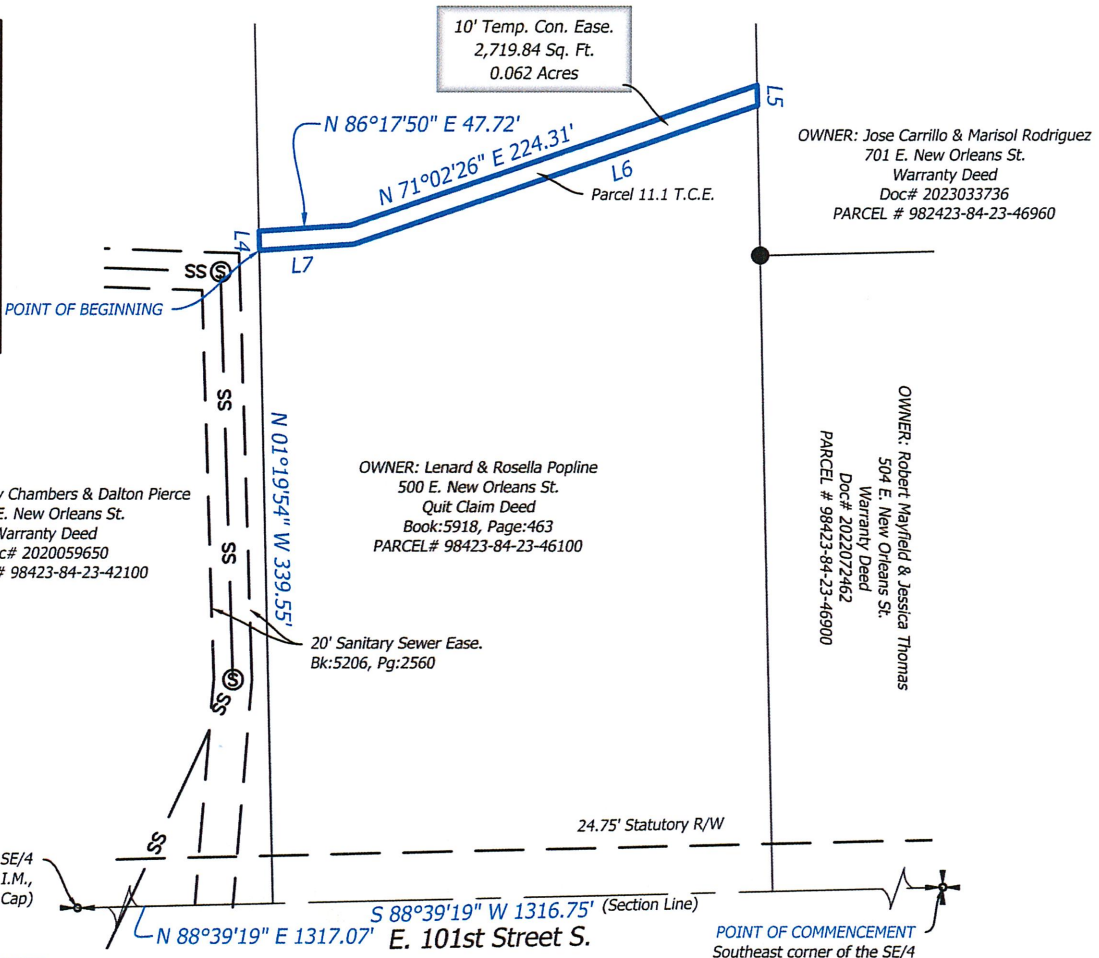 10' Temp. Con. Ease.
2,719.84 Sq. Ft.
0.062 Acres
N 86°17'50" E 47.72'
N 71°02'26" E 224.31'
L5
L6
Parcel 11.1 T.C.E.
OWNER: Jose Carrillo & Marisol Rodriguez
701 E. New Orleans St.
Warranty Deed
Doc# 2023033736
PARCEL # 982423-84-23-46960
L4
L7
SS S
POINT OF BEGINNING
SS
N 01°19'54" W 339.55'
OWNER: Lenard & Rosella Popline
500 E. New Orleans St.
Quit Claim Deed
Book:5918, Page:463
PARCEL# 98423-84-23-46100
OWNER: Robert Mayfield & Jessica Thomas
504 E. New Orleans St.
Warranty Deed
Doc# 2022072462
PARCEL # 98423-84-23-46900
y Chambers & Dalton Pierce
E. New Orleans St.
Warranty Deed
c# 2020059650
# 98423-84-23-42100
SS
20' Sanitary Sewer Ease.
Bk:5206, Pg:2560
S
SS
SS
24.75' Statutory R/W
SE/4
I.M.,
Cap)
S 88°39'19" W 1316.75' (Section Line)
N 88°39'19" E 1317.07'
E. 101st Street S.
POINT OF COMMENCEMENT
Southeast corner of the SE/4